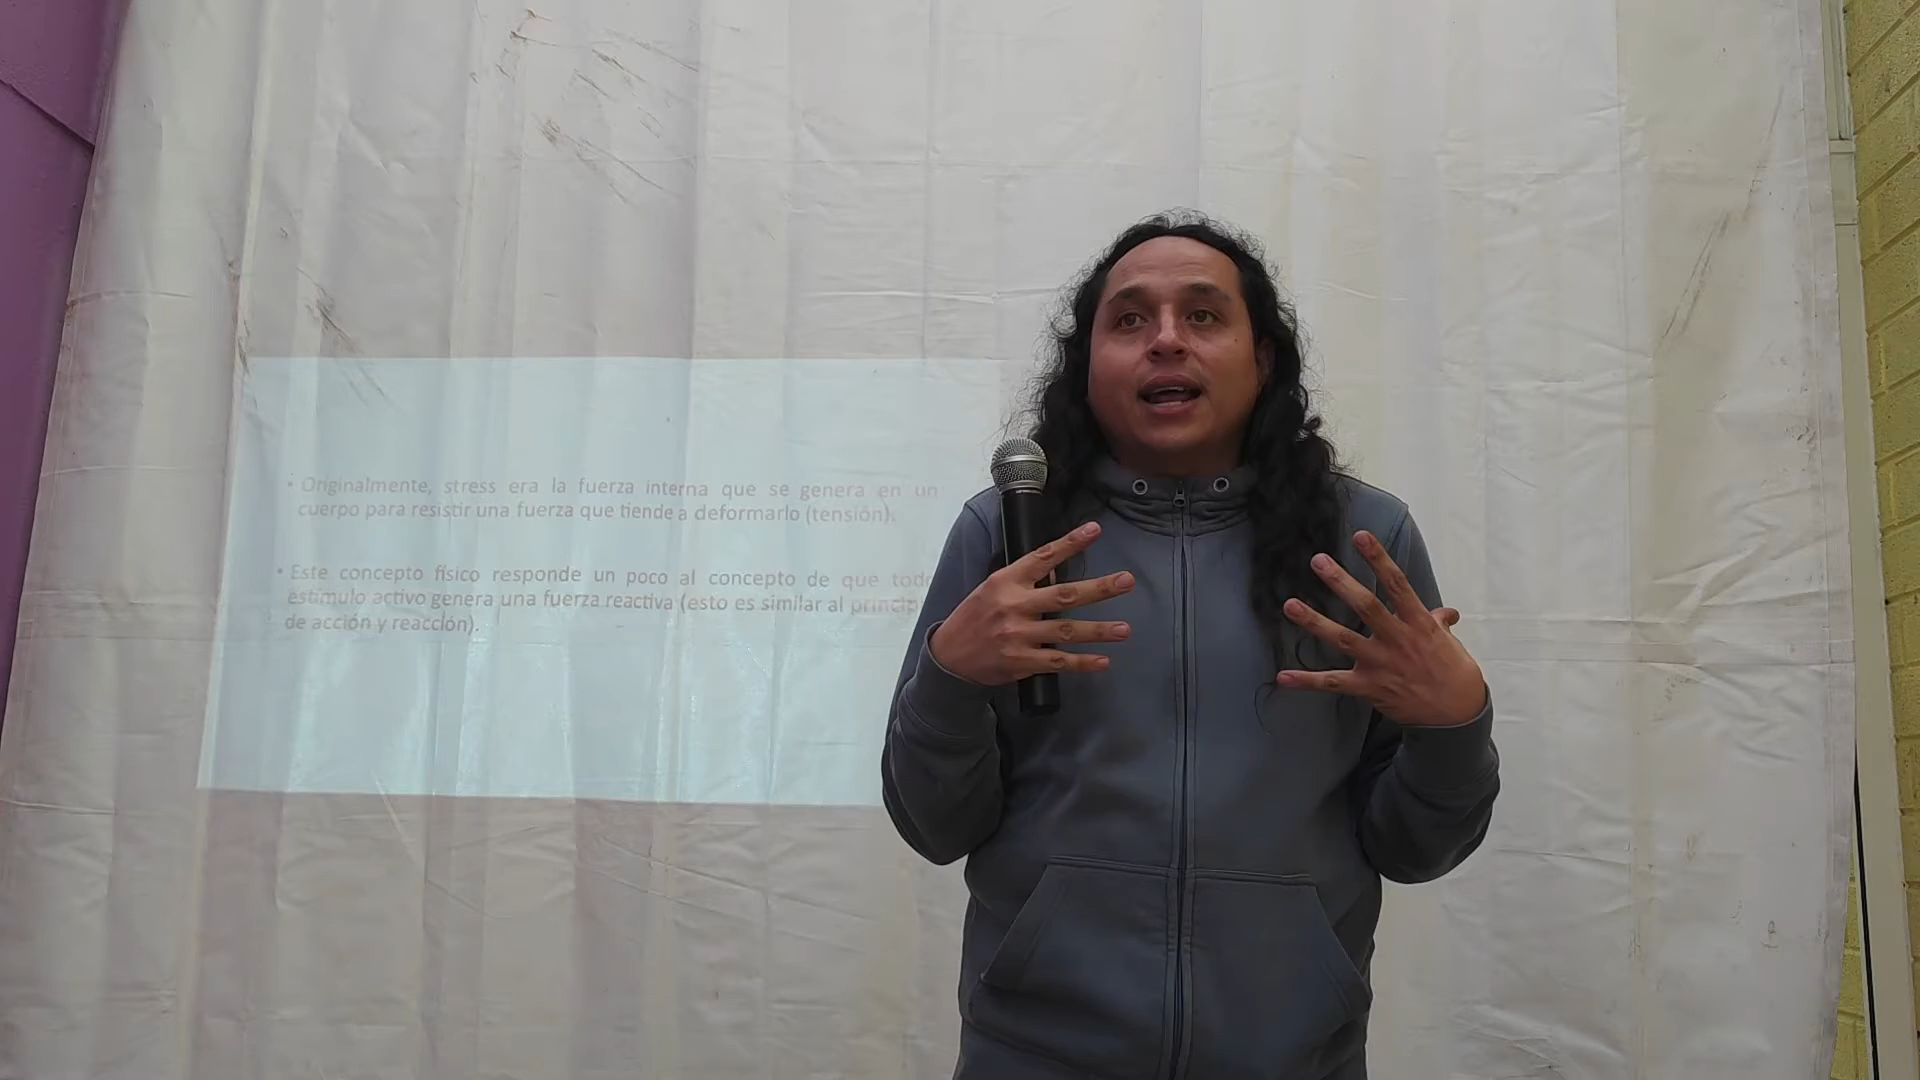 • Originalmente, stress era la fuerza interna que se genera en un
cuerpo para resistir una fuerza que tiende a deformarlo (tensión).
• Este concepto físico responde un poco al concepto de que
estímulo activo genera una fuerza reactiva (esto es similar al
de acción y reacción).